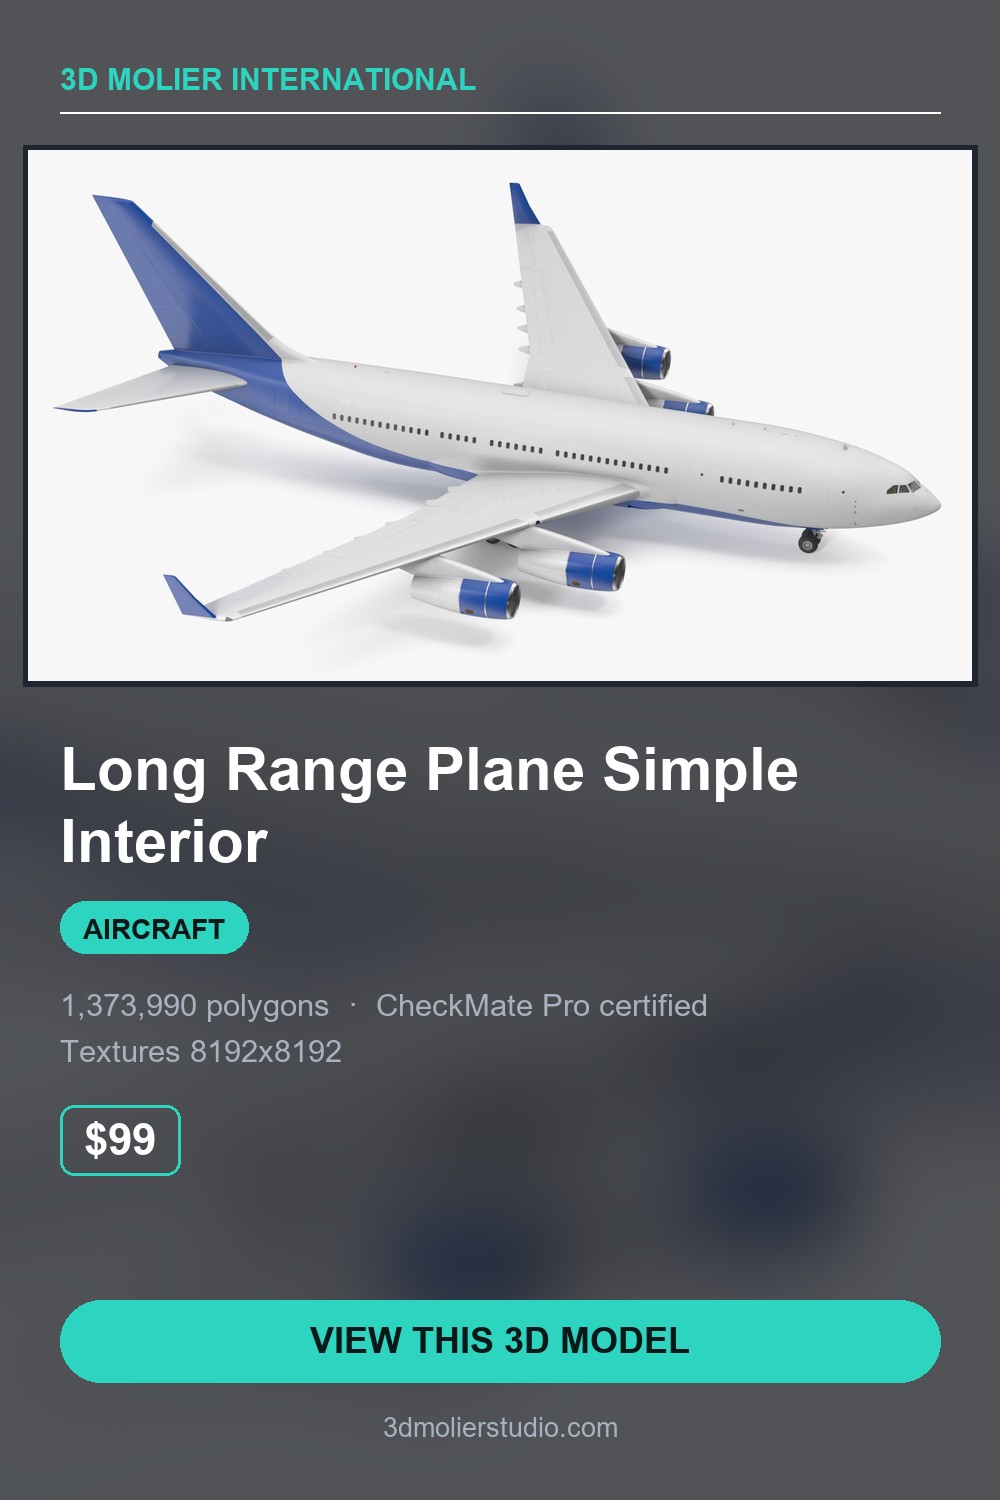 3D MOLIER INTERNATIONAL
Long Range Plane Simple
Interior
AIRCRAFT
1,373,990 polygons · CheckMate Pro certified
Textures 8192x8192
$99
VIEW THIS 3D MODEL
3dmolierstudio.com